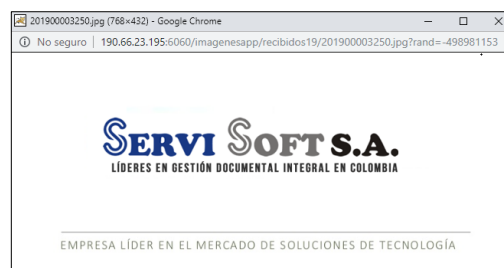 201900003250.jpg (768×432) - Google Chrome
No seguro | 190.66.23.195:6060/imagenesapp/recibidos19/201900003250.jpg?rand=-498981153
SERVI SOFT S.A.
LÍDERES EN GESTIÓN DOCUMENTAL INTEGRAL EN COLOMBIA
EMPRESA LÍDER EN EL MERCADO DE SOLUCIONES DE TECNOLOGÍA